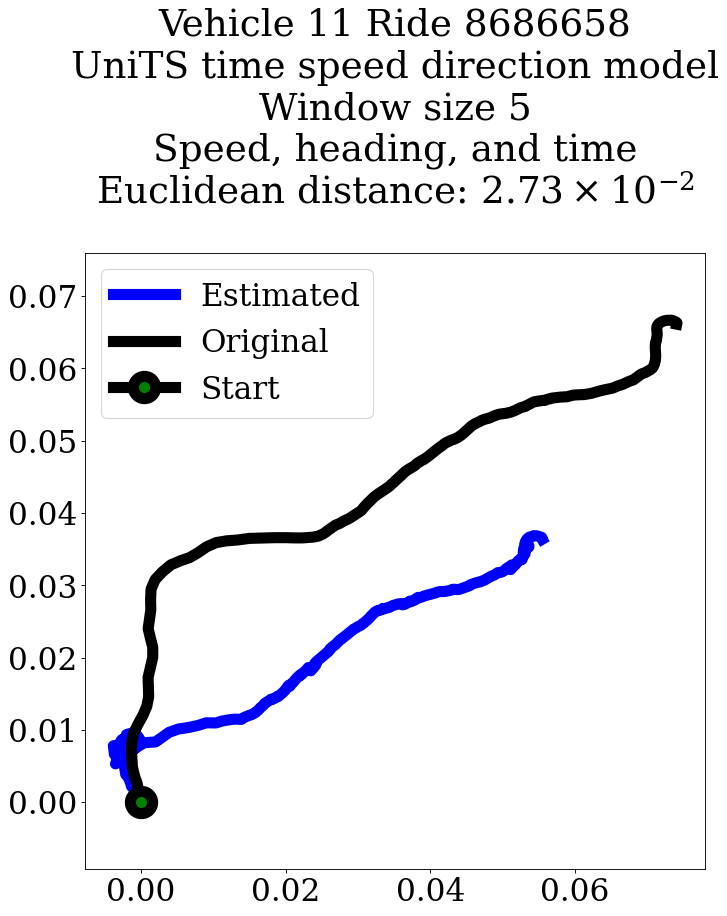 Vehicle 11 Ride 8686658
UniTS time speed direction model
Window size 5
Speed, heading, and time
Euclidean distance: 2.73 × 10⁻²
Estimated
Original
Start
0.07
0.06
0.05
0.04
0.03
0.02
0.01
0.00
0.00 0.02 0.04 0.06